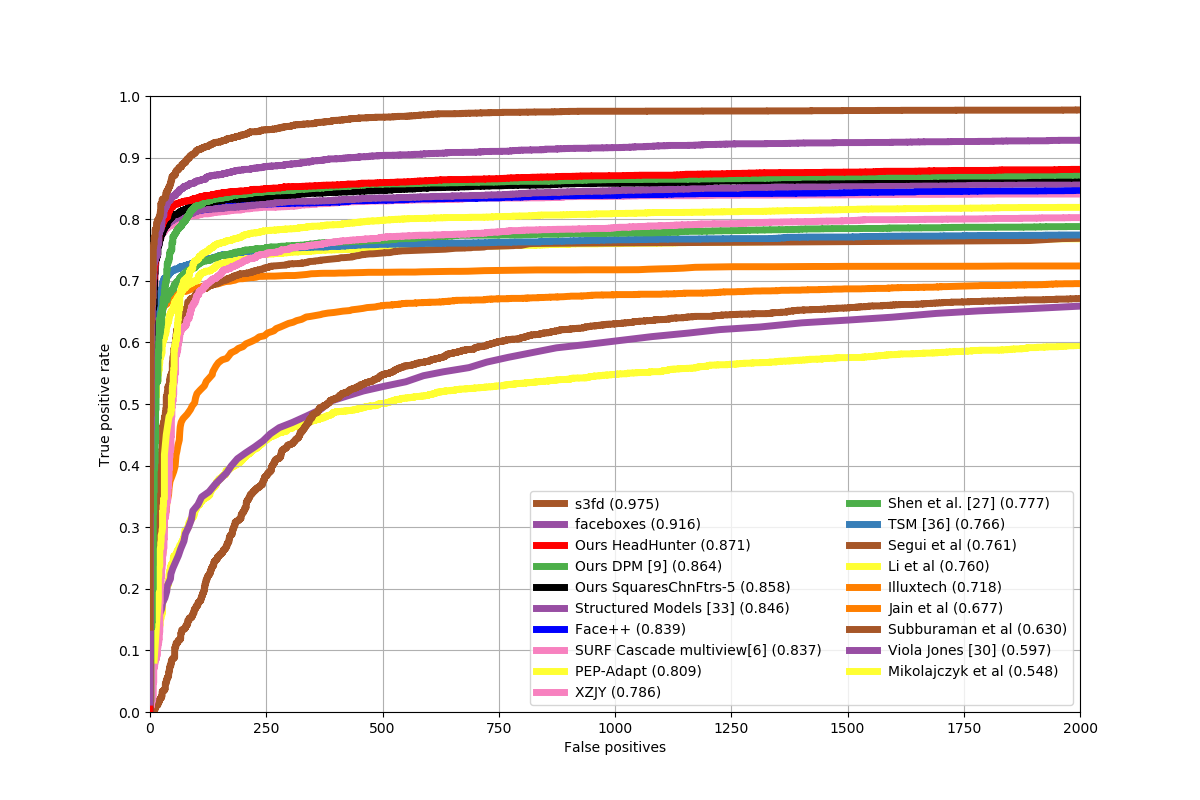 1.0
0.9
0.8
0.7
0.6
0.5
0.4
0.3
0.2
0.1
0.0
True positive rate
s3fd (0.975)
faceboxes (0.916)
Ours HeadHunter (0.871)
Ours DPM [9] (0.864)
Ours SquaresChnFtrs-5 (0.858)
Structured Models [33] (0.846)
Face++ (0.839)
SURF Cascade multiview[6] (0.837)
PEP-Adapt (0.809)
XZJY (0.786)
Shen et al. [27] (0.777)
TSM [36] (0.766)
Segui et al (0.761)
Li et al (0.760)
Illuxtech (0.718)
Jain et al (0.677)
Subburaman et al (0.630)
Viola Jones [30] (0.597)
Mikolajczyk et al (0.548)
0 250 500 750 1000 1250 1500 1750 2000
False positives